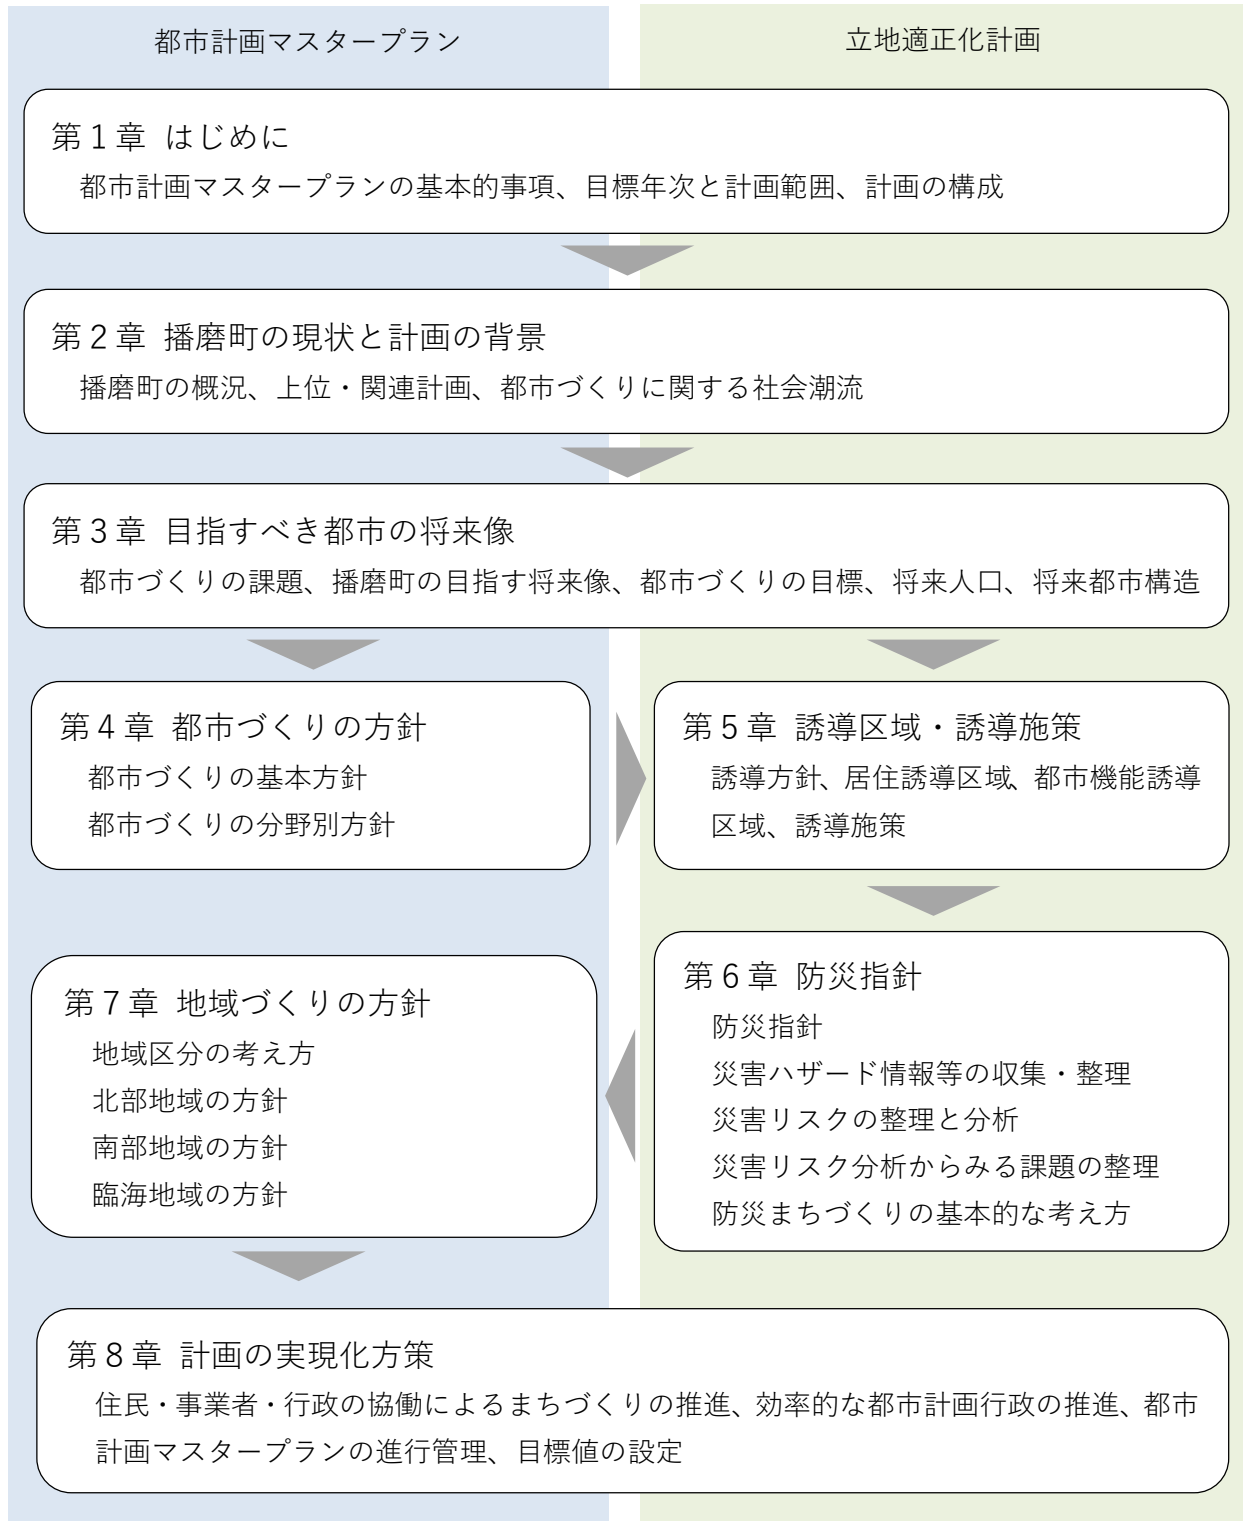 都市計画マスタープラン
立地適正化計画
第１章 はじめに
都市計画マスタープランの基本的事項、目標年次と計画範囲、計画の構成
第２章 播磨町の現状と計画の背景
播磨町の概況、上位・関連計画、都市づくりに関する社会潮流
第３章 目指すべき都市の将来像
都市づくりの課題、播磨町の目指す将来像、都市づくりの目標、将来人口、将来都市構造
第４章 都市づくりの方針
都市づくりの基本方針
都市づくりの分野別方針
第５章 誘導区域・誘導施策
誘導方針、居住誘導区域、都市機能誘導
区域、誘導施策
第６章 防災指針
防災指針
災害ハザード情報等の収集・整理
災害リスクの整理と分析
災害リスク分析からみる課題の整理
防災まちづくりの基本的な考え方
第７章 地域づくりの方針
地域区分の考え方
北部地域の方針
南部地域の方針
臨海地域の方針
第８章 計画の実現化方策
住民・事業者・行政の協働によるまちづくりの推進、効率的な都市計画行政の推進、都市
計画マスタープランの進行管理、目標値の設定